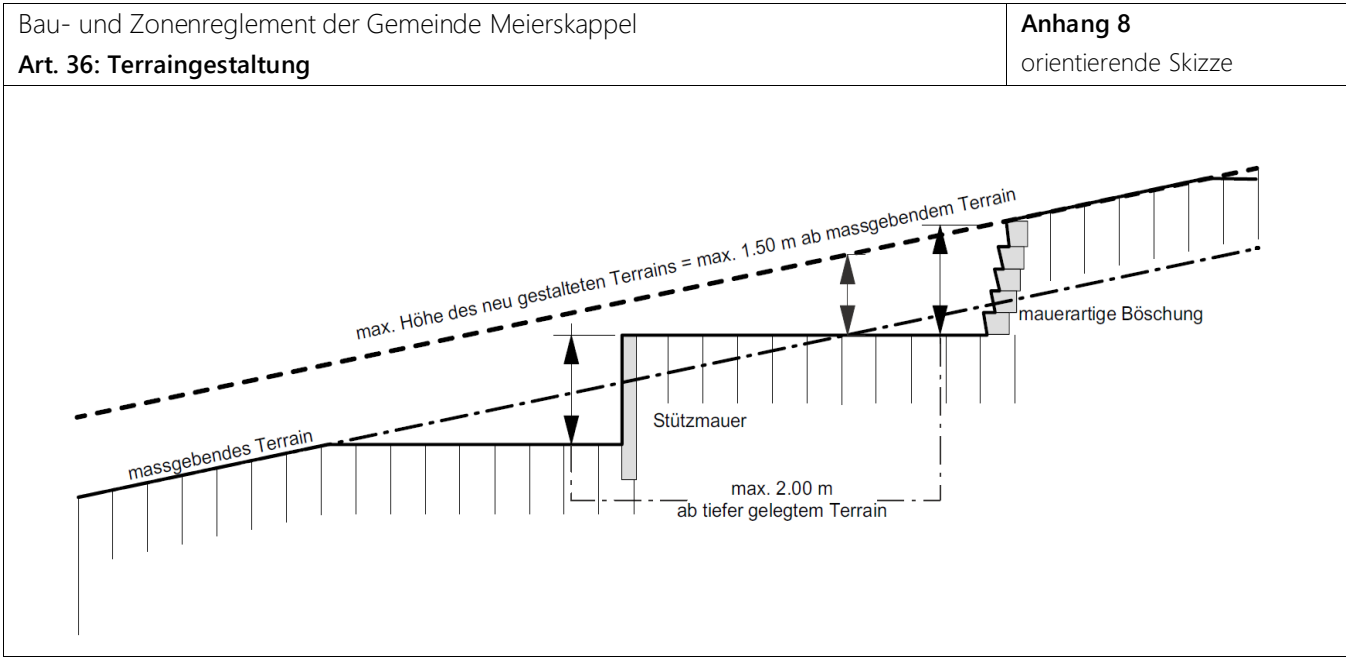 Bau- und Zonenreglement der Gemeinde Meierskappel
Art. 36: Terraingestaltung
Anhang 8
orientierende Skizze
max. Höhe des neu gestalteten Terrains = max. 1.50 m ab massgebendem Terrain
mauerartige Böschung
Stützmauer
massgebendes Terrain
max. 2.00 m
ab tiefer gelegtem Terrain